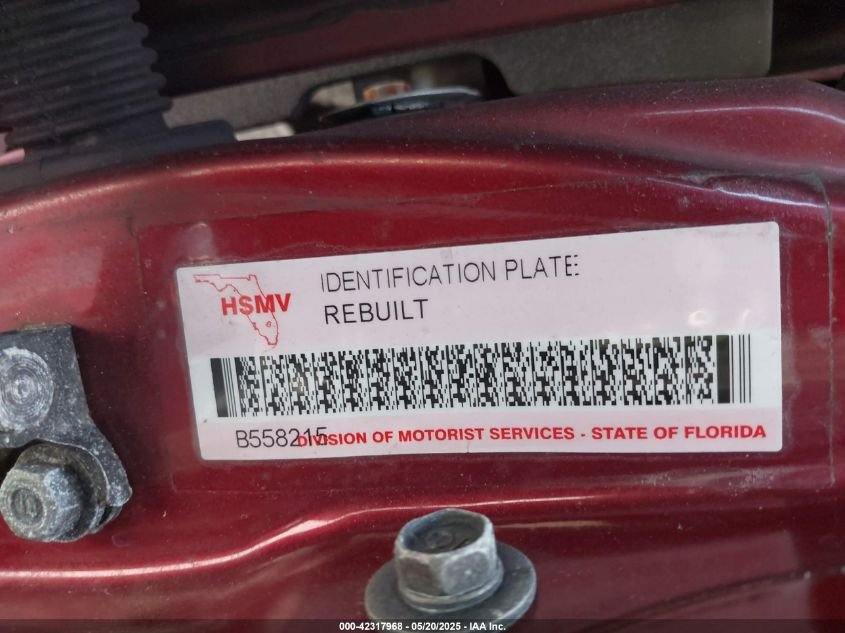 IDENTIFICATION PLATE
HSMV
REBUILT
B558215
DIVISION OF MOTORIST SERVICES - STATE OF FLORIDA
000-42317968 - 05/20/2025 - IAA Inc.